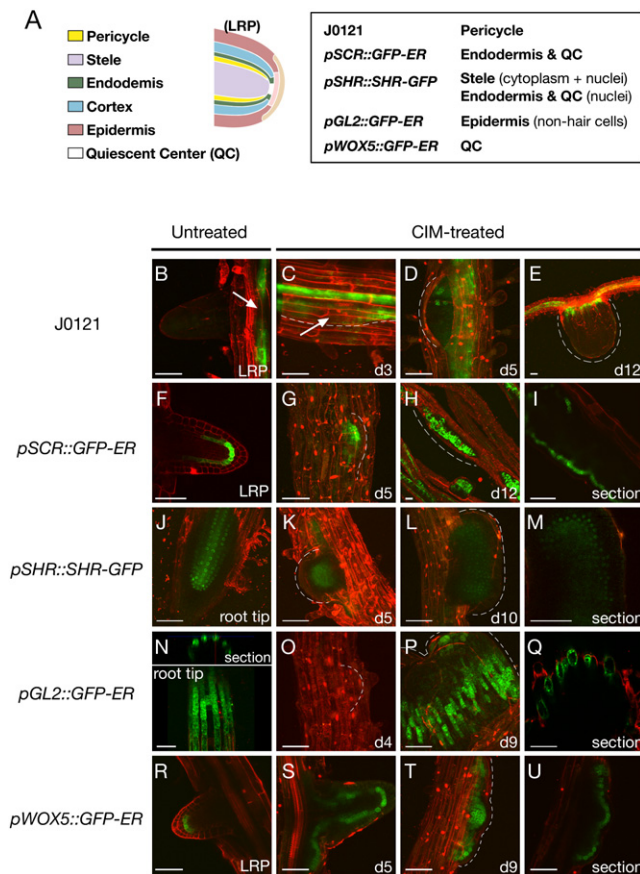 A
(LRP)
Pericycle
Stele
Endodemis
Cortex
Epidermis
Quiescent Center (QC)
J0121 Pericycle
pSCR::GFP-ER Endodermis & QC
pSHR::SHR-GFP Stele (cytoplasm + nuclei)
Endodermis & QC (nuclei)
pGL2::GFP-ER Epidermis (non-hair cells)
pWOX5::GFP-ER QC
Untreated CIM-treated
J0121
B LRP
C d3
D d5
E d12
pSCR::GFP-ER
F LRP
G d5
H d12
I section
pSHR::SHR-GFP
J root tip
K d5
L d10
M section
pGL2::GFP-ER
N section
root tip
O d4
P d9
Q section
pWOX5::GFP-ER
R LRP
S d5
T d9
U section